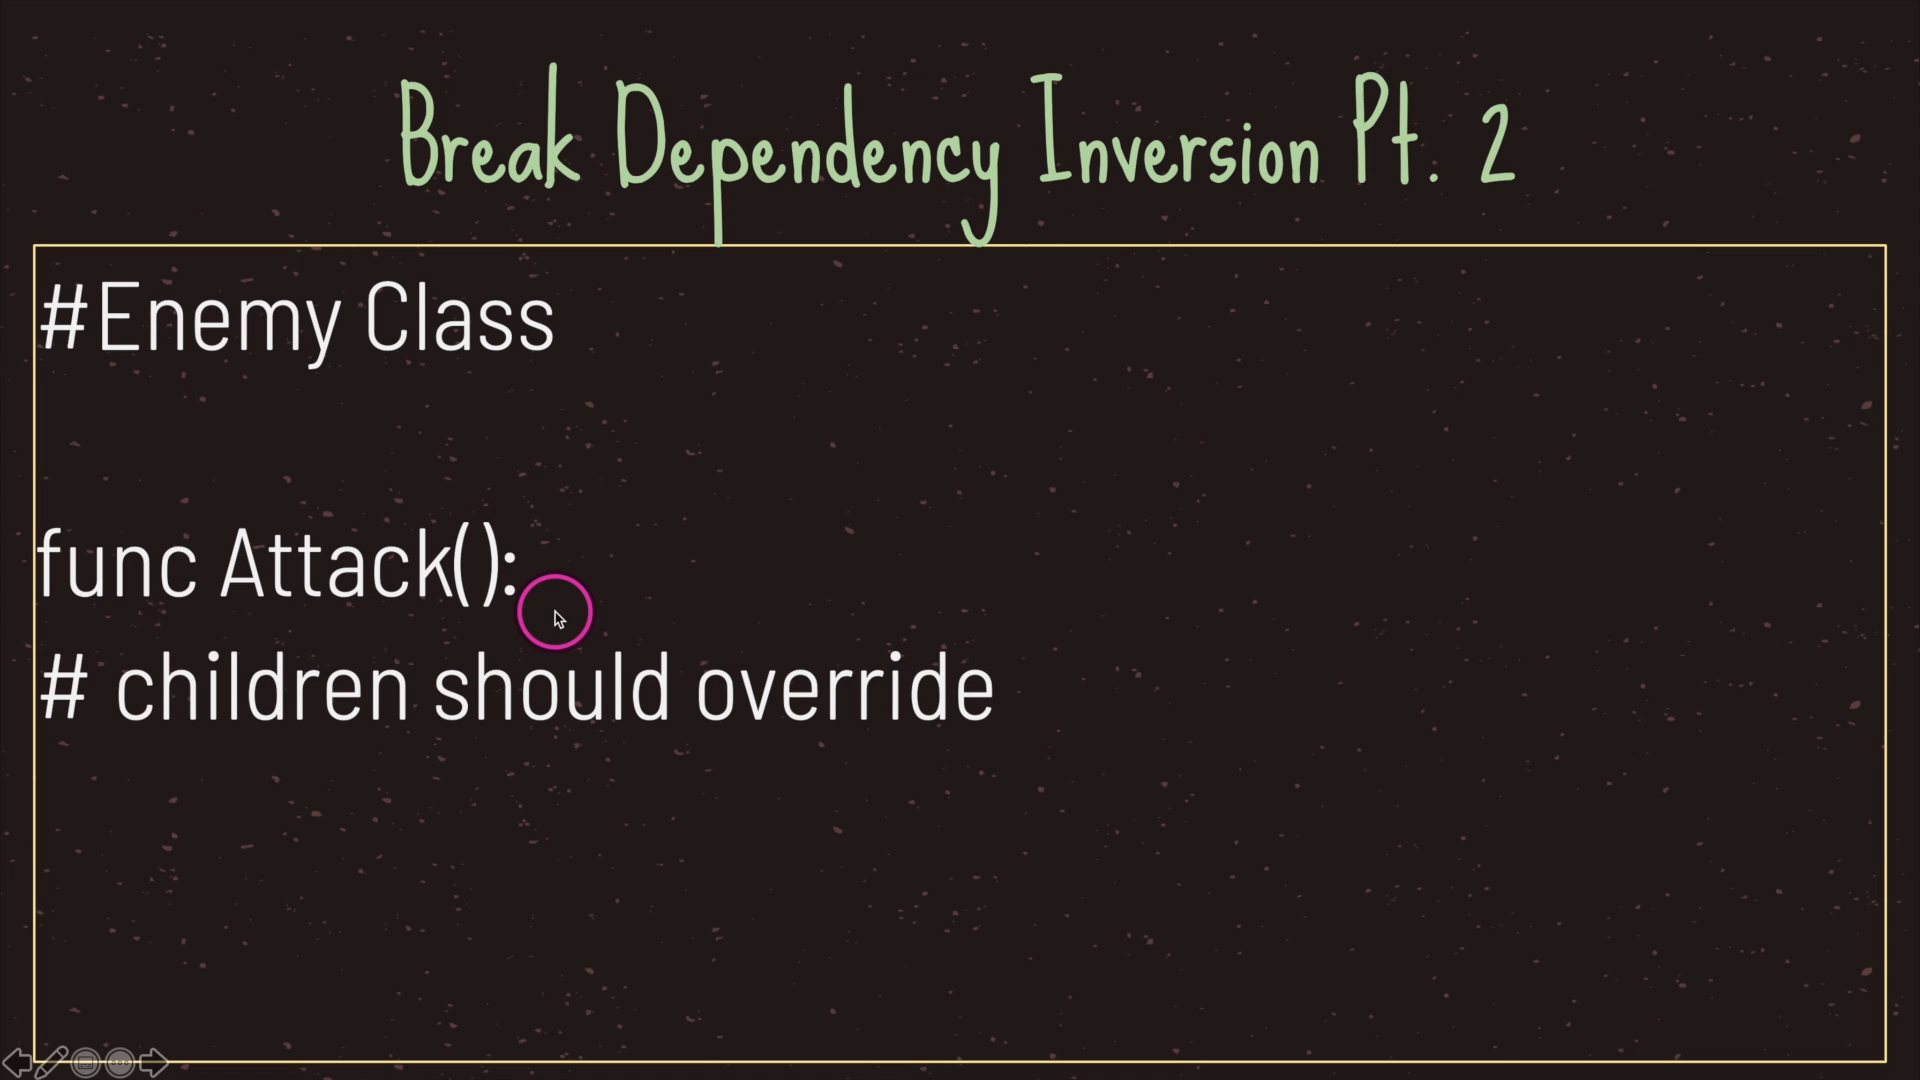 Break Dependency Inversion Pt. 2
#Enemy Class
func Attack():
# children should override